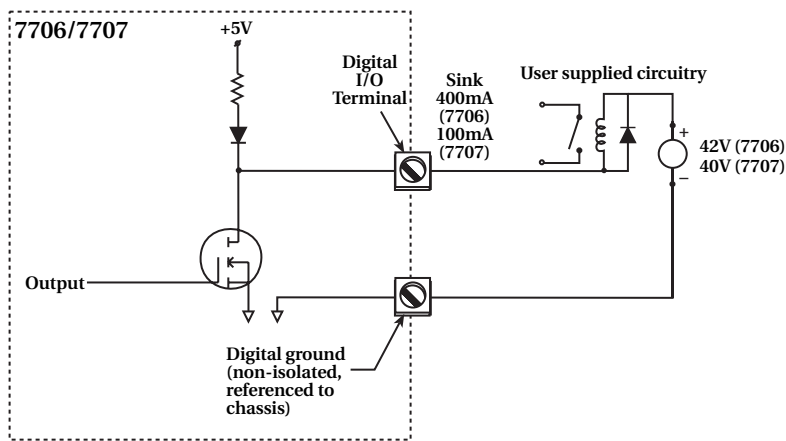 7706/7707
+5V
Digital
I/O
Terminal
Sink
400mA
(7706)
100mA
(7707)
User supplied circuitry
+
42V (7706)
40V (7707)
–
Output
Digital ground
(non-isolated,
referenced to
chassis)